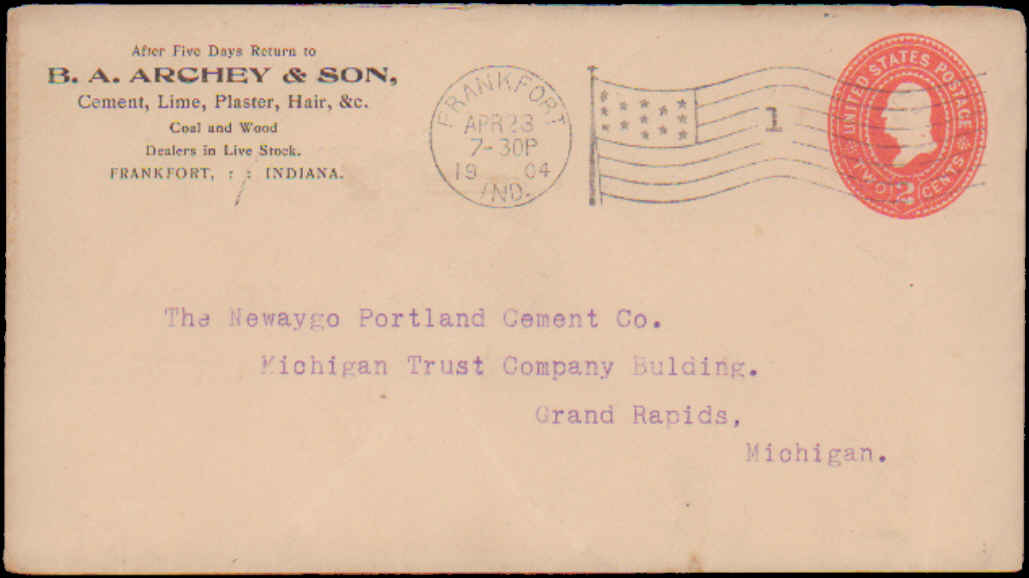 After Five Days Return to
B. A. ARCHEY & SON,
Cement, Lime, Plaster, Hair, &c.
Coal and Wood
Dealers in Live Stock.
FRANKFORT, : : INDIANA.
FRANKFORT
APR 23
7-30P
19 04
IND.
1
UNITED STATES POSTAGE
TWO 2 CENTS
The Newaygo Portland Cement Co.
Michigan Trust Company Bulding.
Grand Rapids,
Michigan.